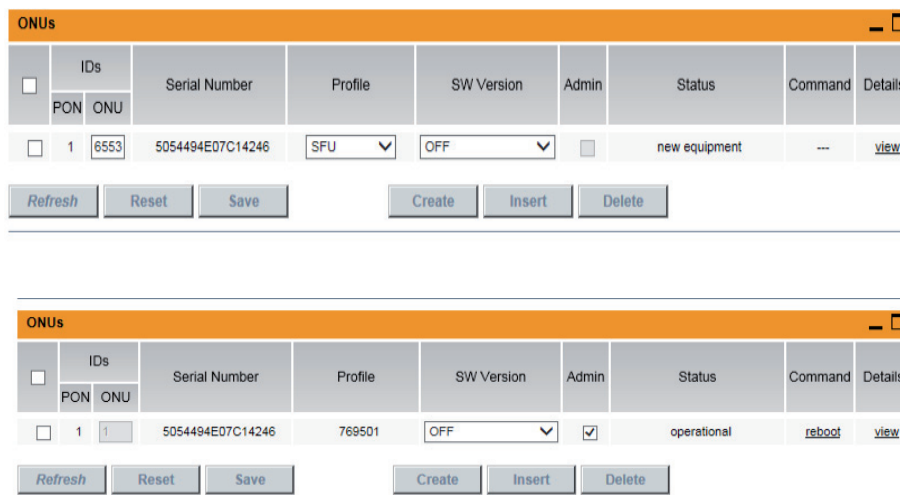 ONUs
IDs
PON ONU
Serial Number
Profile
SW Version
Admin
Status
Command
Details
1 6553 5054494E07C14246 SFU OFF new equipment --- view
Refresh Reset Save Create Insert Delete
ONUs
IDs
PON ONU
Serial Number
Profile
SW Version
Admin
Status
Command
Details
1 1 5054494E07C14246 769501 OFF operational reboot view
Refresh Reset Save Create Insert Delete